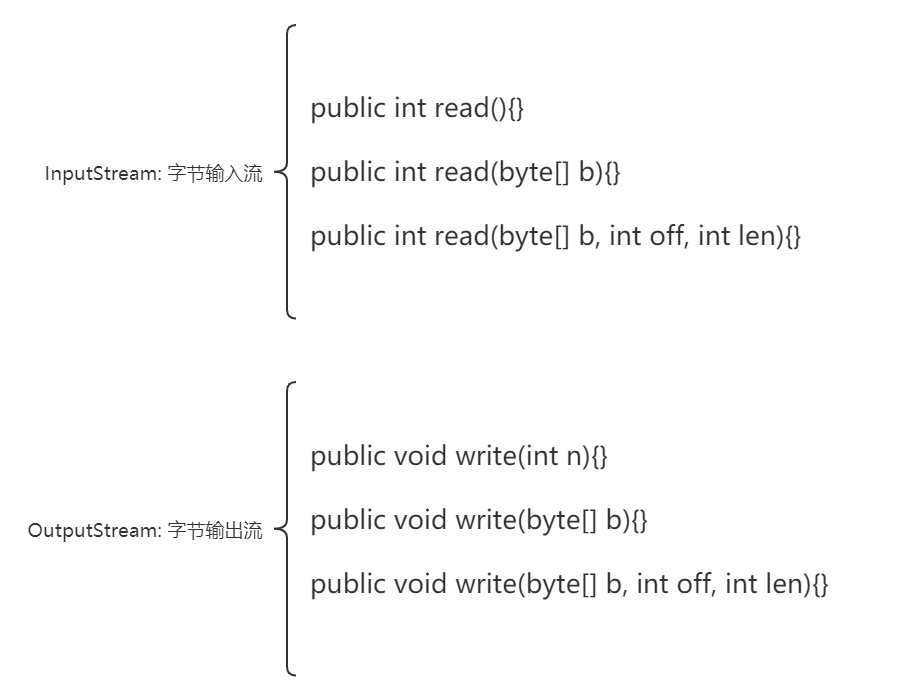 public int read(){}
InputStream: 字节输入流
public int read(byte[] b){}
public int read(byte[] b, int off, int len){}
public void write(int n){}
OutputStream: 字节输出流
public void write(byte[] b){}
public void write(byte[] b, int off, int len){}